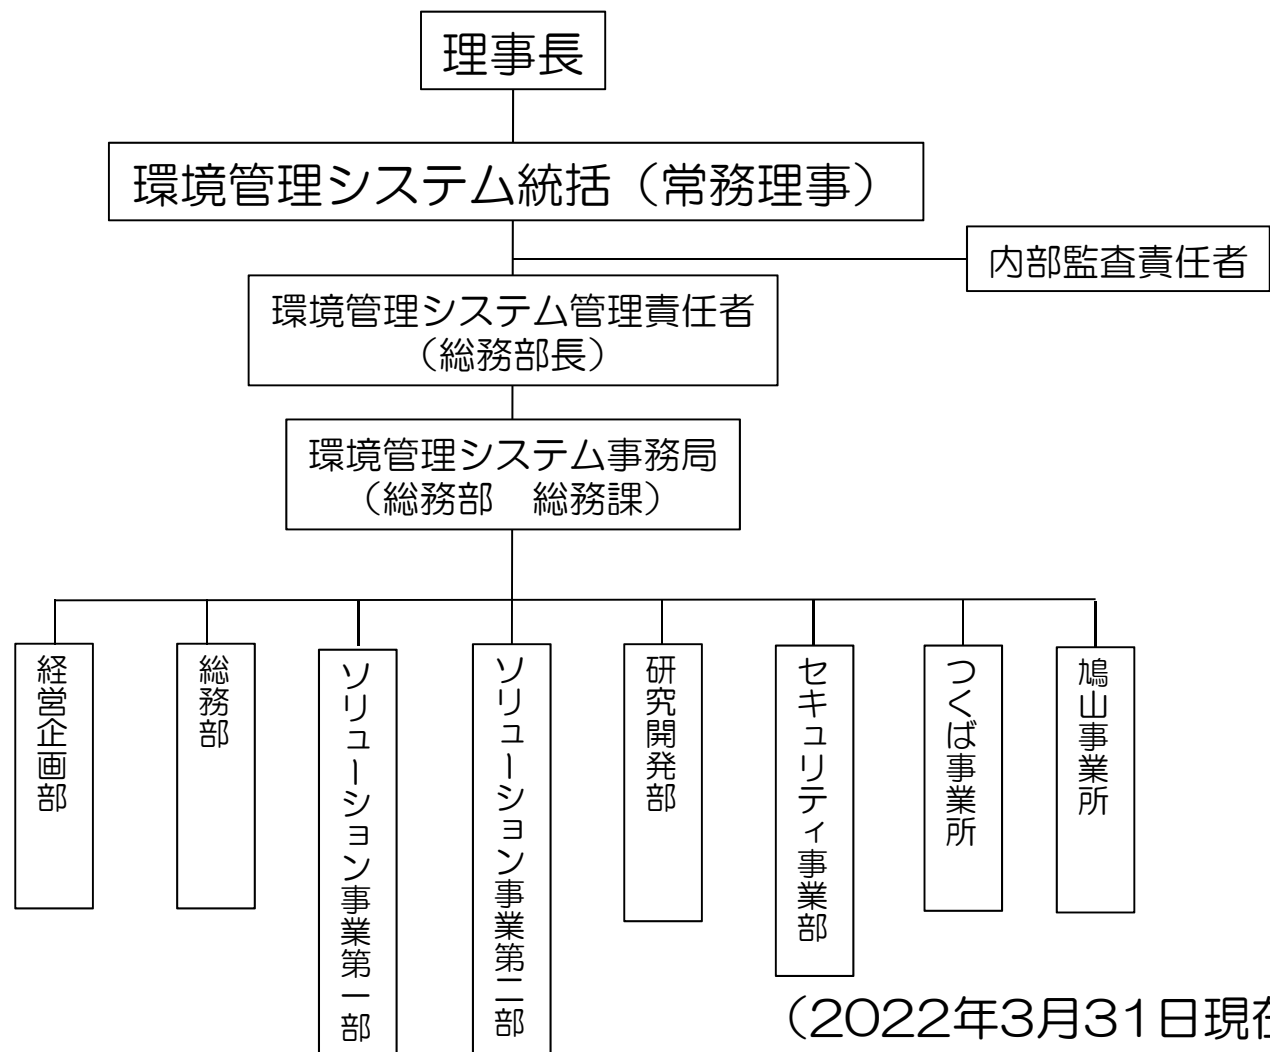 理事長
環境管理システム統括（常務理事）
内部監査責任者
環境管理システム管理責任者
（総務部長）
環境管理システム事務局
（総務部　総務課）
経営企画部
総務部
ソリューション事業第一部
ソリューション事業第二部
研究開発部
セキュリティ事業部
つくば事業所
鳩山事業所
（2022年3月31日現在